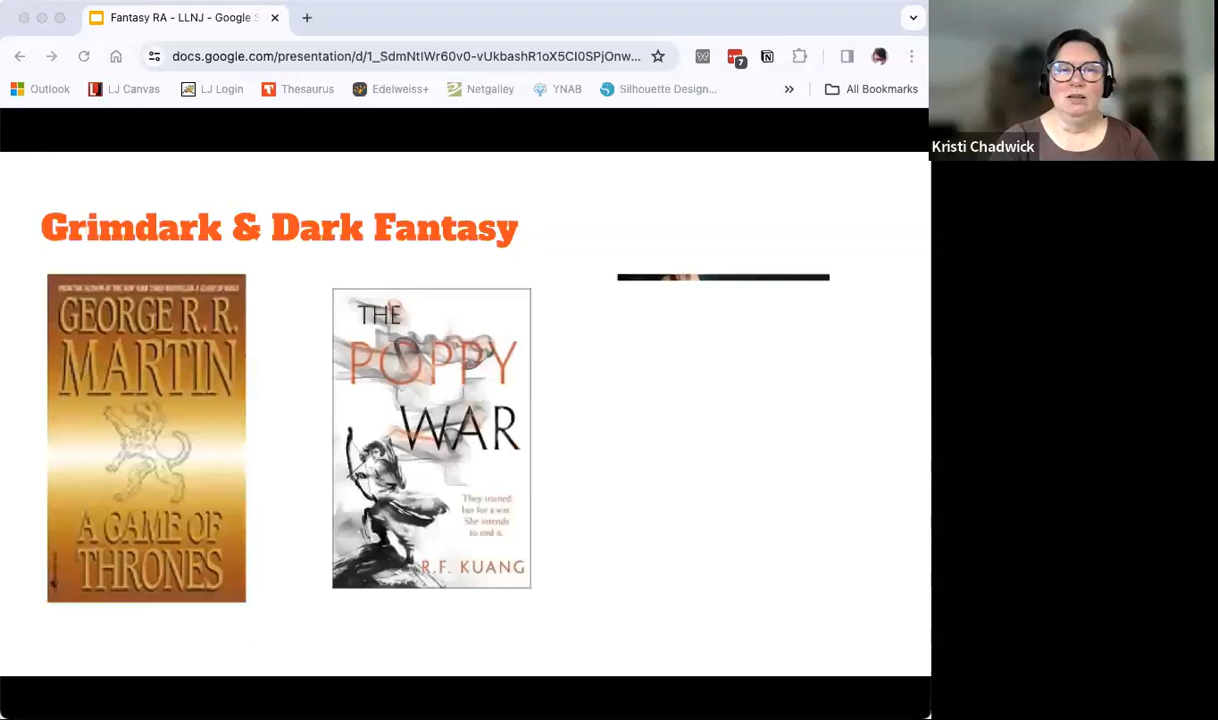 Fantasy RA - LLNJ - Google S
docs.google.com/presentation/d/1_SdmNtIWr60v0-vUkbashR1oX5CI0SPjOnw...
7
Outlook
LJ Canvas
LJ Login
Thesaurus
Edelweiss+
Netgalley
YNAB
Silhouette Design...
»
All Bookmarks
Kristi Chadwick
Grimdark & Dark Fantasy
GEORGE R. R.
MARTIN
A GAME OF
THRONES
THE
POPPY
WAR
They trained
her for a war.
She intends
to end it.
R.F. KUANG